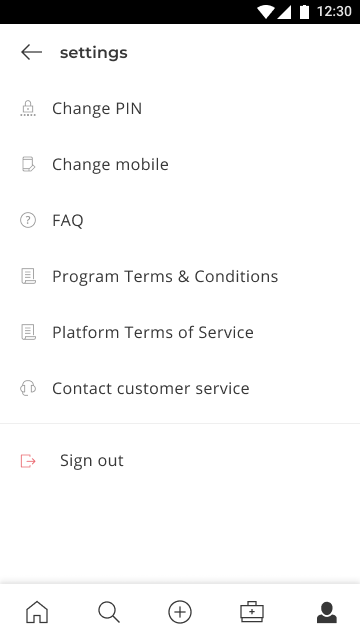 12:30
settings
Change PIN
Change mobile
FAQ
Program Terms & Conditions
Platform Terms of Service
Contact customer service
Sign out